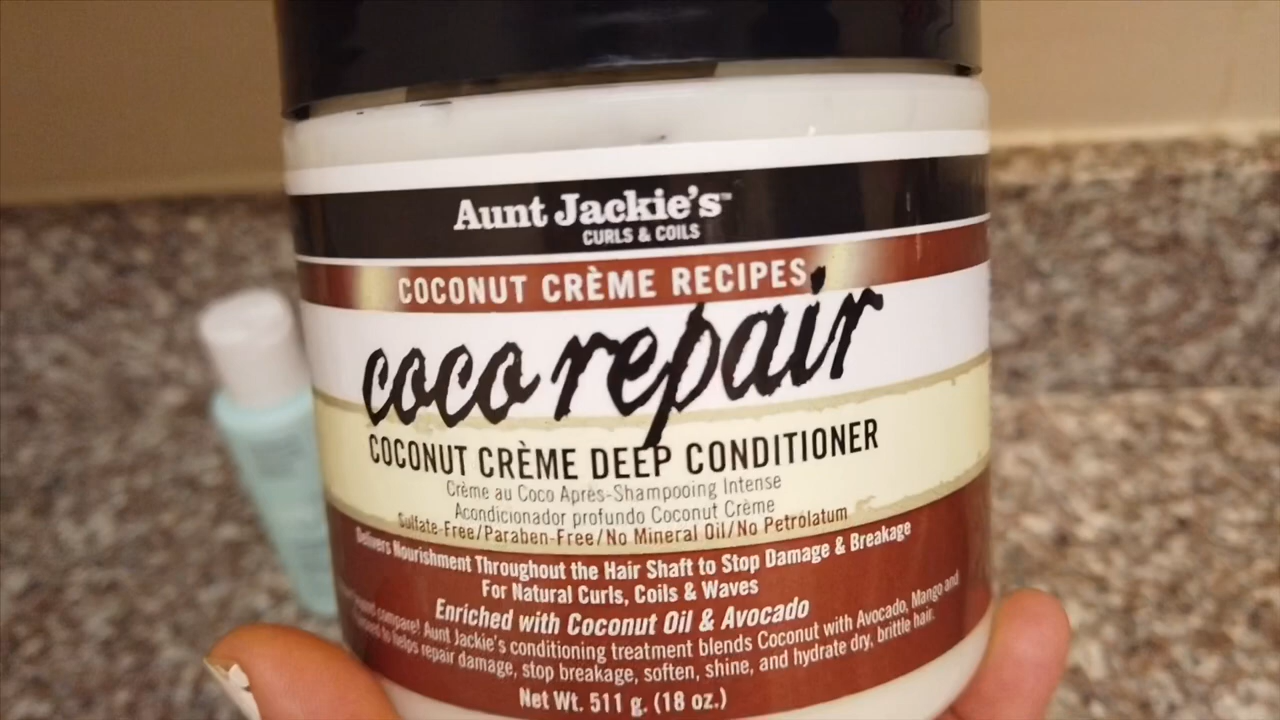 Aunt Jackie's™
CURLS & COILS
COCONUT CRÈME RECIPES
coco repair
COCONUT CRÈME DEEP CONDITIONER
Crème au Coco Après-Shampooing Intense
Acondicionador profundo Coconut Crème
Sulfate-Free/Paraben-Free/No Mineral Oil/No Petrolatum
Delivers Nourishment Throughout the Hair Shaft to Stop Damage & Breakage
For Natural Curls, Coils & Waves
Enriched with Coconut Oil & Avocado
compare! Aunt Jackie's conditioning treatment blends Coconut with Avocado, Mango and
to helps repair damage, stop breakage, soften, shine, and hydrate dry, brittle hair.
Net Wt. 511 g. (18 oz.)